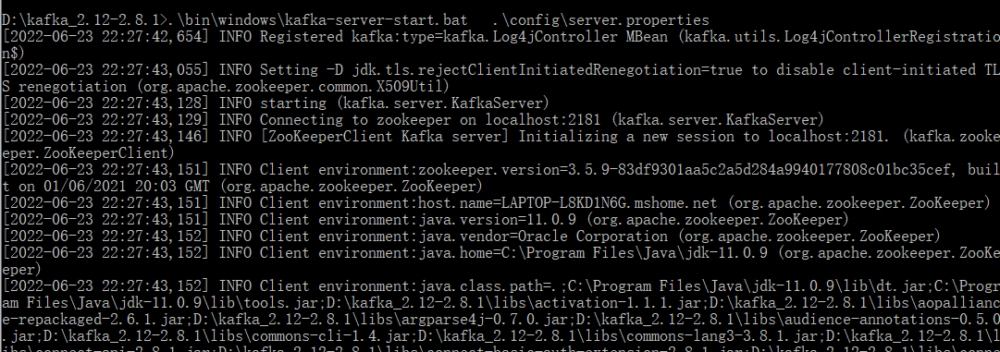 D:\kafka_2.12-2.8.1>.\bin\windows\kafka-server-start.bat   .\config\server.properties
[2022-06-23 22:27:42,654] INFO Registered kafka:type=kafka.Log4jController MBean (kafka.utils.Log4jControllerRegistratio
n$)
[2022-06-23 22:27:43,055] INFO Setting -D jdk.tls.rejectClientInitiatedRenegotiation=true to disable client-initiated TL
S renegotiation (org.apache.zookeeper.common.X509Util)
[2022-06-23 22:27:43,128] INFO starting (kafka.server.KafkaServer)
[2022-06-23 22:27:43,129] INFO Connecting to zookeeper on localhost:2181 (kafka.server.KafkaServer)
[2022-06-23 22:27:43,146] INFO [ZooKeeperClient Kafka server] Initializing a new session to localhost:2181. (kafka.zooke
eper.ZooKeeperClient)
[2022-06-23 22:27:43,151] INFO Client environment:zookeeper.version=3.5.9-83df9301aa5c2a5d284a9940177808c01bc35cef, buil
t on 01/06/2021 20:03 GMT (org.apache.zookeeper.ZooKeeper)
[2022-06-23 22:27:43,151] INFO Client environment:host.name=LAPTOP-L8KD1N6G.mshome.net (org.apache.zookeeper.ZooKeeper)
[2022-06-23 22:27:43,151] INFO Client environment:java.version=11.0.9 (org.apache.zookeeper.ZooKeeper)
[2022-06-23 22:27:43,152] INFO Client environment:java.vendor=Oracle Corporation (org.apache.zookeeper.ZooKeeper)
[2022-06-23 22:27:43,152] INFO Client environment:java.home=C:\Program Files\Java\jdk-11.0.9 (org.apache.zookeeper.ZooKe
eper)
[2022-06-23 22:27:43,152] INFO Client environment:java.class.path=.;C:\Program Files\Java\jdk-11.0.9\lib\dt.jar;C:\Progr
am Files\Java\jdk-11.0.9\lib\tools.jar;D:\kafka_2.12-2.8.1\libs\activation-1.1.1.jar;D:\kafka_2.12-2.8.1\libs\aopallianc
e-repackaged-2.6.1.jar;D:\kafka_2.12-2.8.1\libs\argparse4j-0.7.0.jar;D:\kafka_2.12-2.8.1\libs\audience-annotations-0.5.0
.jar;D:\kafka_2.12-2.8.1\libs\commons-cli-1.4.jar;D:\kafka_2.12-2.8.1\libs\commons-lang3-3.8.1.jar;D:\kafka_2.12-2.8.1\l